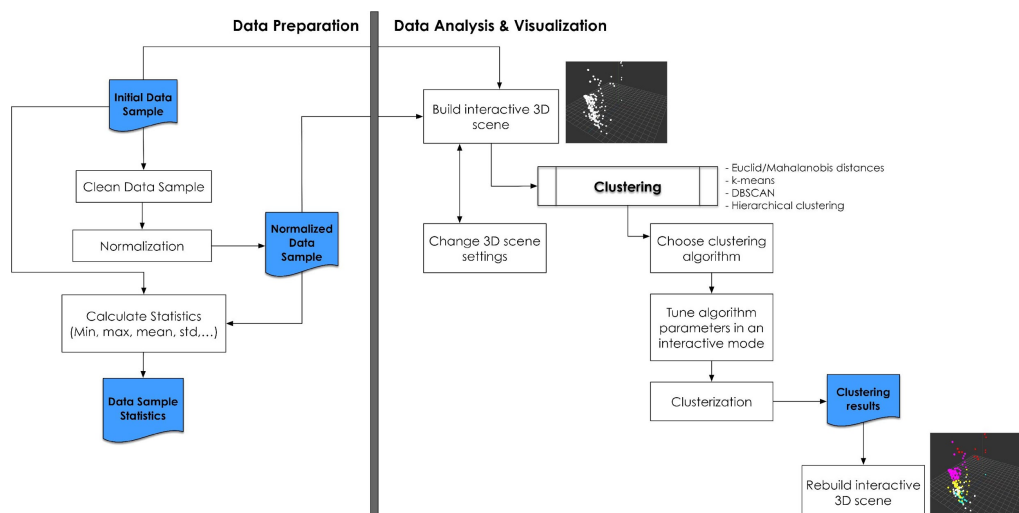 Data Preparation
Data Analysis & Visualization
Initial Data
Sample
Clean Data Sample
Normalization
Normalized
Data
Sample
Calculate Statistics
(Min, max, mean, std,...)
Data Sample
Statistics
Build interactive 3D
scene
Change 3D scene
settings
Clustering
- Euclid/Mahalanobis distances
- k-means
- DBSCAN
- Hierarchical clustering
Choose clustering
algorithm
Tune algorithm
parameters in an
interactive mode
Clusterization
Clustering
results
Rebuild interactive
3D scene